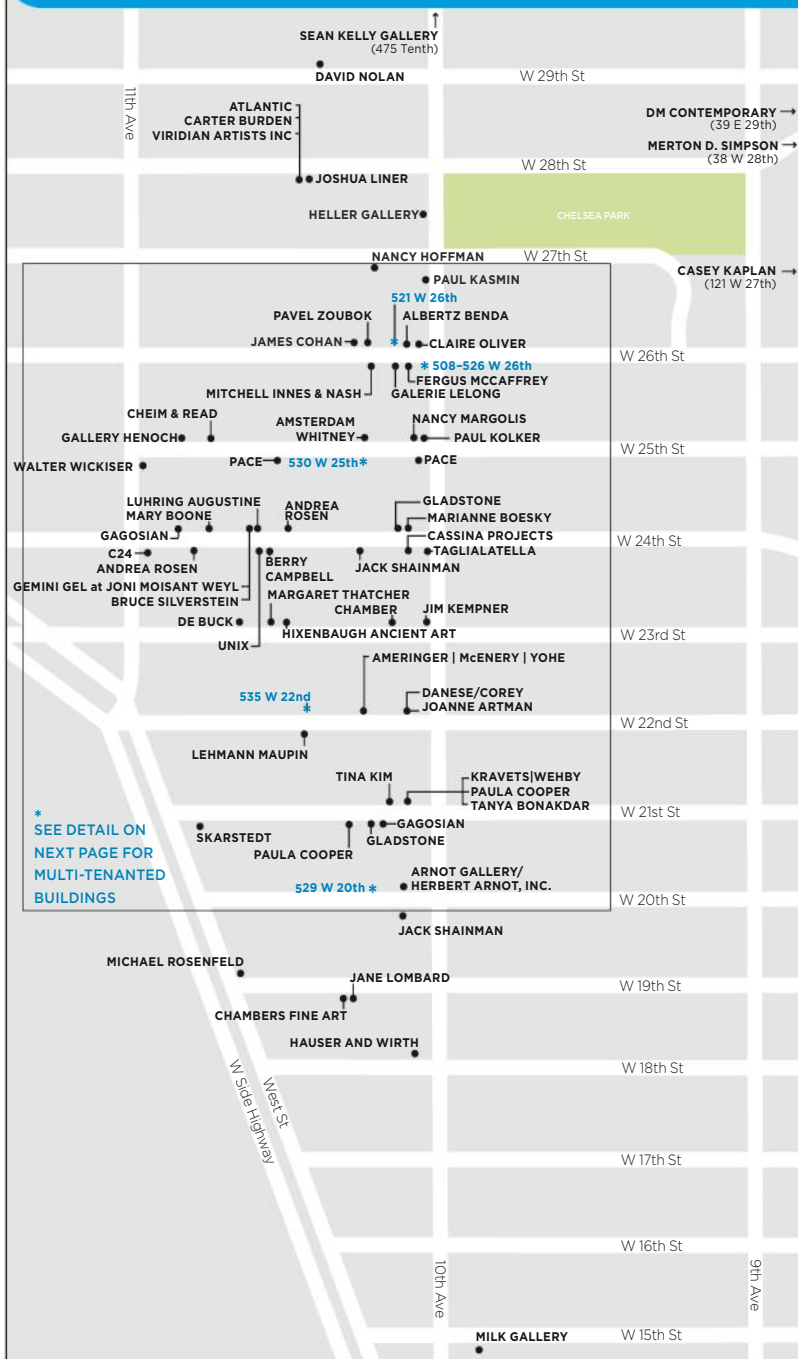 SEAN KELLY GALLERY
(475 Tenth)
DAVID NOLAN
W 29th St
11th Ave
ATLANTIC
CARTER BURDEN
VIRIDIAN ARTISTS INC
DM CONTEMPORARY
(39 E 29th)
MERTON D. SIMPSON
(38 W 28th)
W 28th St
JOSHUA LINER
HELLER GALLERY
CHELSEA PARK
NANCY HOFFMAN
W 27th St
PAUL KASMIN
CASEY KAPLAN
(121 W 27th)
521 W 26th
PAVEL ZOUBOK
ALBERTZ BENDA
JAMES COHAN
*
CLAIRE OLIVER
W 26th St
* 508-526 W 26th
FERGUS MCCAFFREY
MITCHELL INNES & NASH
GALERIE LELONG
CHEIM & READ
AMSTERDAM
WHITNEY
NANCY MARGOLIS
GALLERY HENOCH
PAUL KOLKER
W 25th St
WALTER WICKISER
PACE
530 W 25th*
PACE
LUHRING AUGUSTINE
MARY BOONE
ANDREA
ROSEN
GLADSTONE
MARIANNE BOESKY
GAGOSIAN
CASSINA PROJECTS
W 24th St
C24
TAGLIALATELLA
ANDREA ROSEN
BERRY
CAMPBELL
JACK SHAINMAN
GEMINI GEL at JONI MOISANT WEYL
BRUCE SILVERSTEIN
MARGARET THATCHER
CHAMBER
JIM KEMPNER
DE BUCK
HIXENBAUGH ANCIENT ART
W 23rd St
UNIX
AMERINGER | McENERY | YOHE
535 W 22nd
*
DANESE/COREY
JOANNE ARTMAN
W 22nd St
LEHMANN MAUPIN
TINA KIM
KRAVETS|WEHBY
PAULA COOPER
TANYA BONAKDAR
W 21st St
*
SEE DETAIL ON
NEXT PAGE FOR
MULTI-TENANTED
BUILDINGS
SKARSTEDT
GAGOSIAN
GLADSTONE
PAULA COOPER
ARNOT GALLERY/
HERBERT ARNOT, INC.
529 W 20th *
W 20th St
JACK SHAINMAN
MICHAEL ROSENFELD
JANE LOMBARD
W 19th St
CHAMBERS FINE ART
HAUSER AND WIRTH
W 18th St
W Side Highway
West St
W 17th St
W 16th St
10th Ave
9th Ave
MILK GALLERY
W 15th St